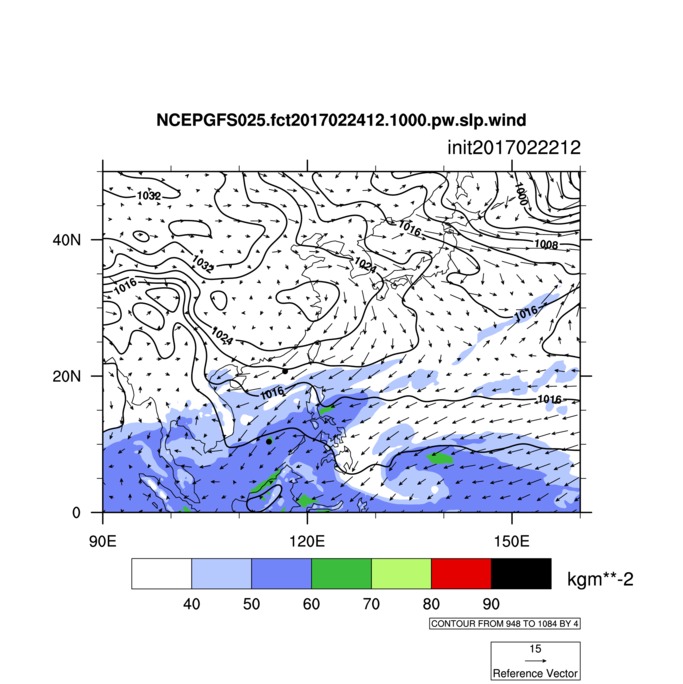 NCEPGFS025.fct2017022412.1000.pw.slp.wind
init2017022212
1032
1000
1016
40N
1008
1032
1024
1016
1016
1024
20N
1016
1016
0
90E 120E 150E
kgm**-2
40 50 60 70 80 90
CONTOUR FROM 948 TO 1084 BY 4
15
Reference Vector